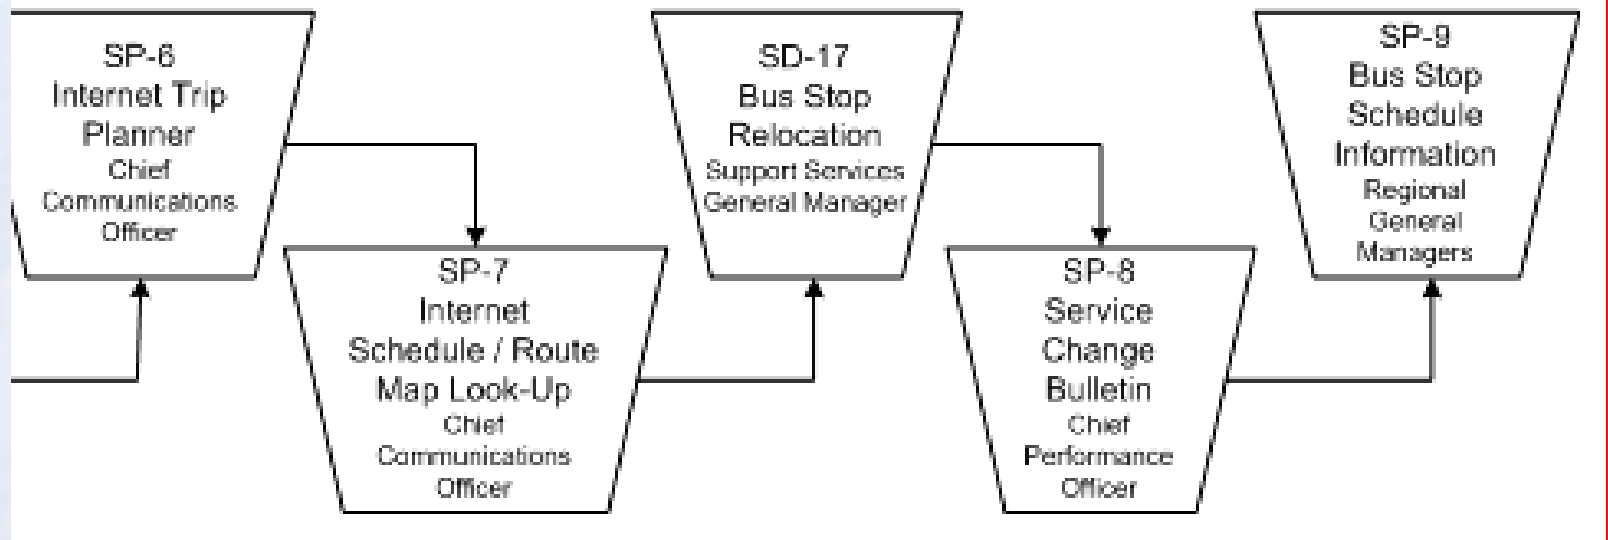 SP-6
Internet Trip
Planner
Chief
Communications
Officer
SP-7
Internet
Schedule / Route
Map Look-Up
Chief
Communications
Officer
SD-17
Bus Stop
Relocation
Support Services
General Manager
SP-8
Service
Change
Bulletin
Chief
Performance
Officer
SP-9
Bus Stop
Schedule
Information
Regional
General
Managers